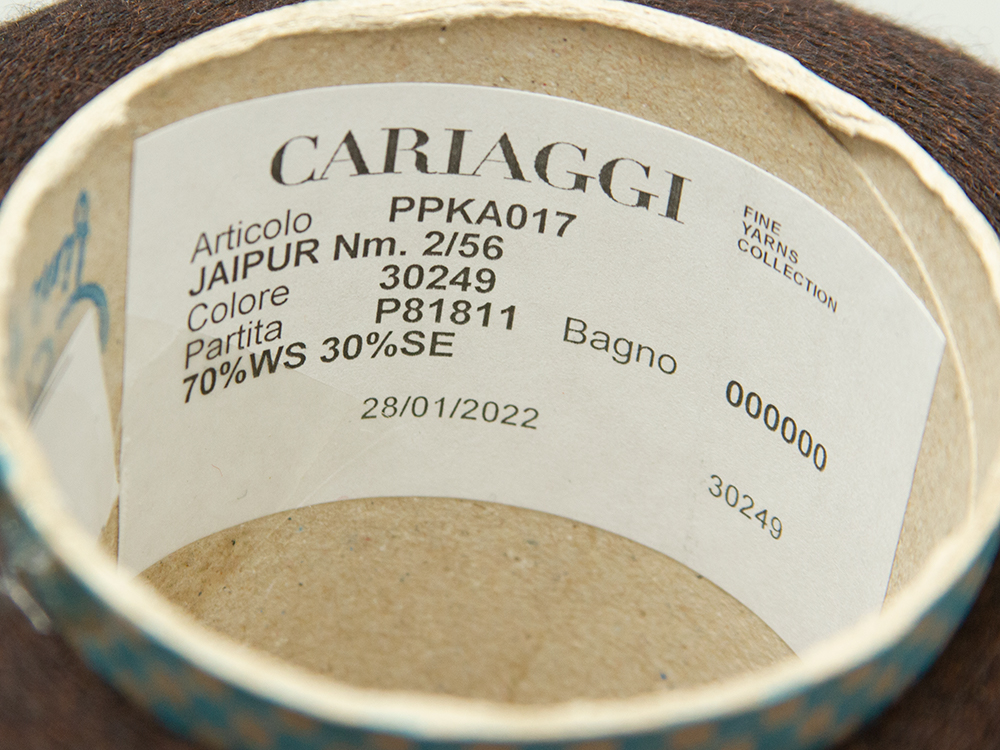 CARIAGGI
FINE
YARNS
COLLECTION
Articolo PPKA017
JAIPUR Nm. 2/56
Colore 30249
Partita P81811 Bagno 000000
70%WS 30%SE
28/01/2022
30249